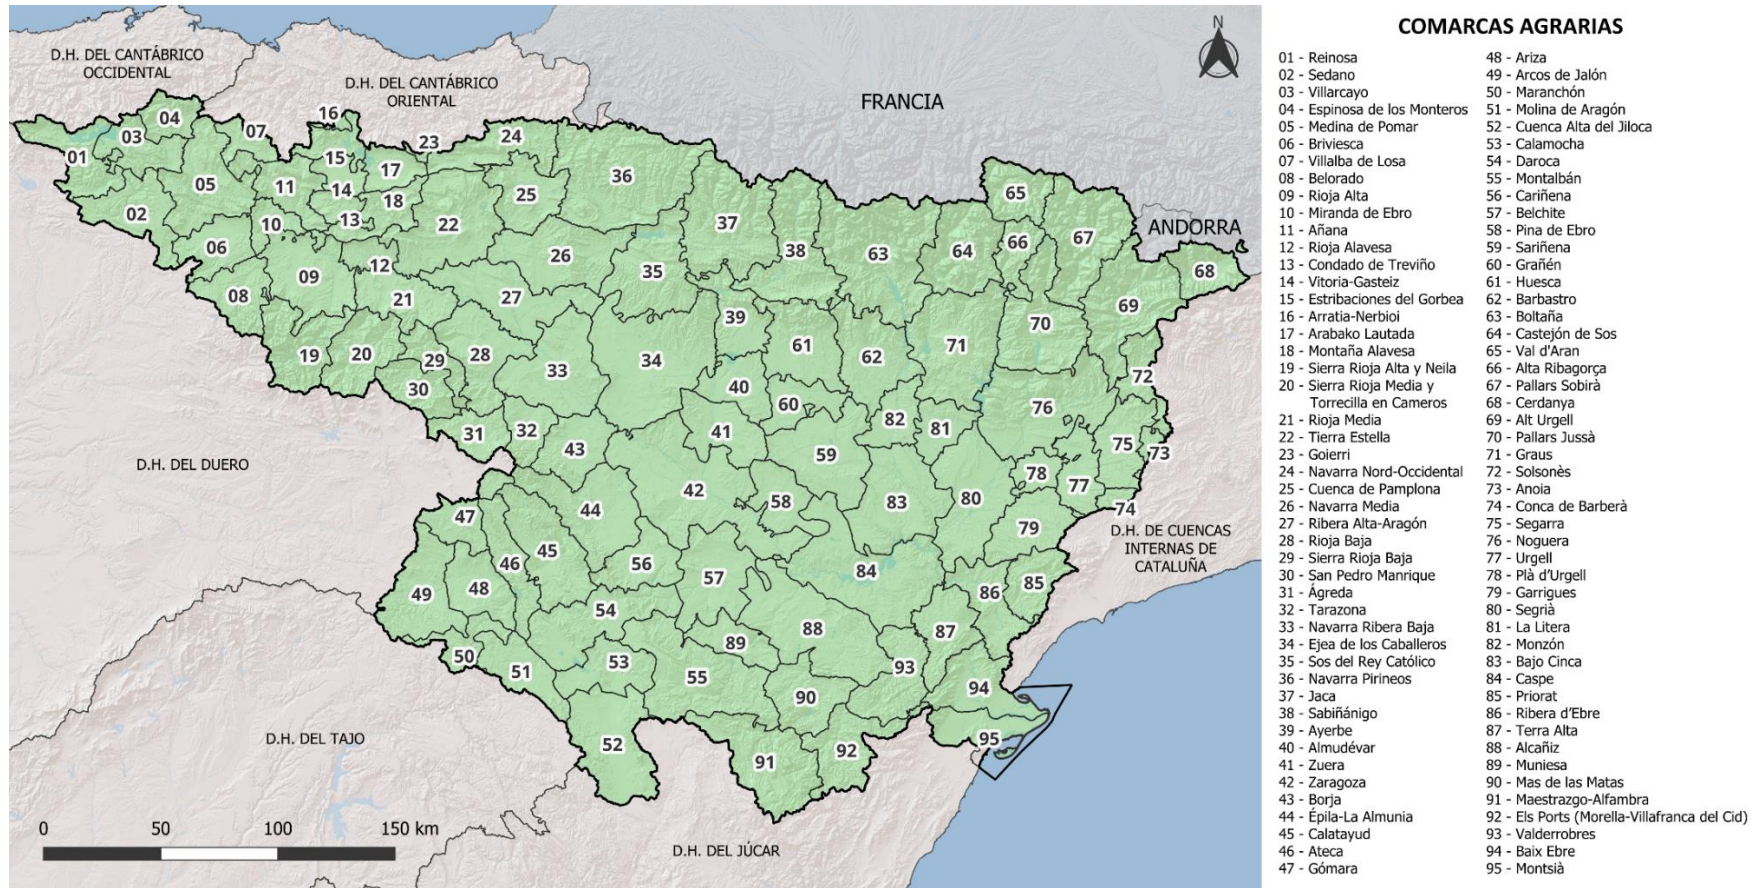 D.H. DEL CANTÁBRICO
OCCIDENTAL
D.H. DEL CANTÁBRICO
ORIENTAL
FRANCIA
N
ANDORRA
D.H. DEL DUERO
D.H. DE CUENCAS
INTERNAS DE
CATALUÑA
D.H. DEL TAJO
D.H. DEL JÚCAR
0 50 100 150 km
04
16
07
03
23
24
01
15
17
36
05
11
14
18
25
65
02
13
10
22
37
67
66
06
38
63
64
26
12
35
68
09
08
21
27
69
39
70
61
71
19
20
29
28
34
62
33
72
30
40
60
76
82
81
31
32
41
43
75
73
59
78
77
42
80
58
83
74
47
44
79
45
46
56
84
57
85
49
48
86
54
88
87
89
50
53
93
51
55
94
90
52
95
92
91
COMARCAS AGRARIAS
01 - Reinosa
02 - Sedano
03 - Villarcayo
04 - Espinosa de los Monteros
05 - Medina de Pomar
06 - Briviesca
07 - Villalba de Losa
08 - Belorado
09 - Rioja Alta
10 - Miranda de Ebro
11 - Añana
12 - Rioja Alavesa
13 - Condado de Treviño
14 - Vitoria-Gasteiz
15 - Estribaciones del Gorbea
16 - Arratia-Nerbioi
17 - Arabako Lautada
18 - Montaña Alavesa
19 - Sierra Rioja Alta y Neila
20 - Sierra Rioja Media y
Torrecilla en Cameros
21 - Rioja Media
22 - Tierra Estella
23 - Goierri
24 - Navarra Nord-Occidental
25 - Cuenca de Pamplona
26 - Navarra Media
27 - Ribera Alta-Aragón
28 - Rioja Baja
29 - Sierra Rioja Baja
30 - San Pedro Manrique
31 - Ágreda
32 - Tarazona
33 - Navarra Ribera Baja
34 - Ejea de los Caballeros
35 - Sos del Rey Católico
36 - Navarra Pirineos
37 - Jaca
38 - Sabiñánigo
39 - Ayerbe
40 - Almudévar
41 - Zuera
42 - Zaragoza
43 - Borja
44 - Épila-La Almunia
45 - Calatayud
46 - Ateca
47 - Gómara
48 - Ariza
49 - Arcos de Jalón
50 - Maranchón
51 - Molina de Aragón
52 - Cuenca Alta del Jiloca
53 - Calamocha
54 - Daroca
55 - Montalbán
56 - Cariñena
57 - Belchite
58 - Pina de Ebro
59 - Sariñena
60 - Grañén
61 - Huesca
62 - Barbastro
63 - Boltaña
64 - Castejón de Sos
65 - Val d'Aran
66 - Alta Ribagorça
67 - Pallars Sobirà
68 - Cerdanya
69 - Alt Urgell
70 - Pallars Jussà
71 - Graus
72 - Solsonès
73 - Anoia
74 - Conca de Barberà
75 - Segarra
76 - Noguera
77 - Urgell
78 - Plà d’Urgell
79 - Garrigues
80 - Segrià
81 - La Litera
82 - Monzón
83 - Bajo Cinca
84 - Caspe
85 - Priorat
86 - Ribera d’Ebre
87 - Terra Alta
88 - Alcañiz
89 - Muniesa
90 - Mas de las Matas
91 - Maestrazgo-Alfambra
92 - Els Ports (Morella-Villafranca del Cid)
93 - Valderrobres
94 - Baix Ebre
95 - Montsià